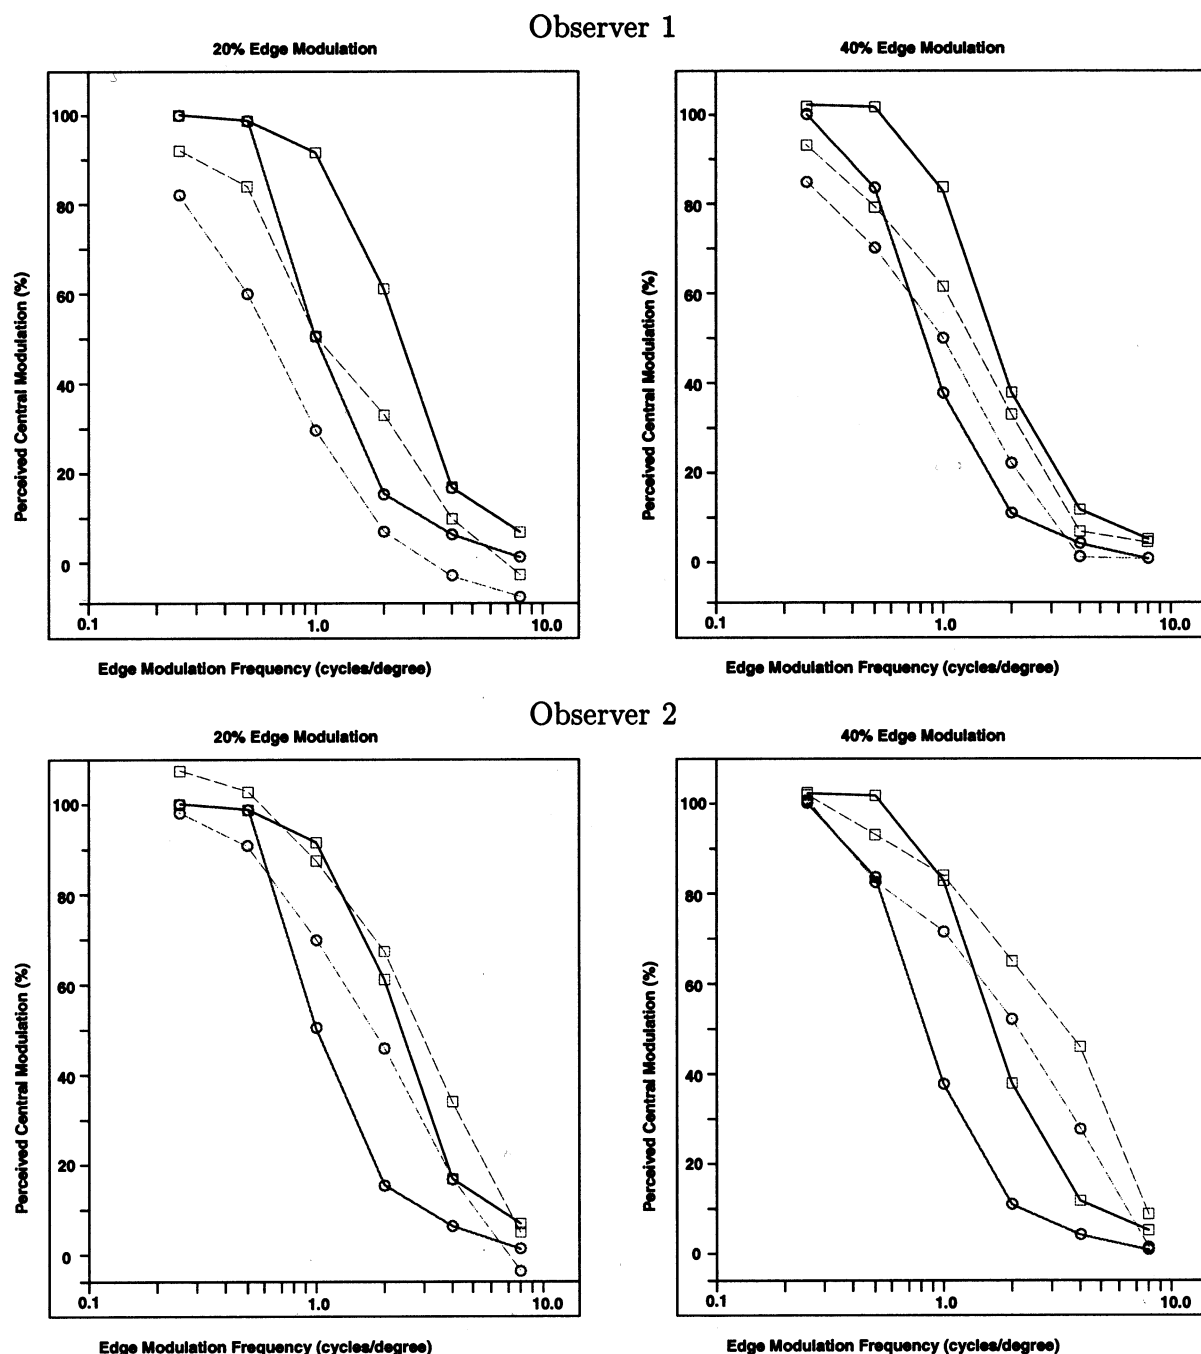 Observer 1
20% Edge Modulation
40% Edge Modulation
Perceived Central Modulation (%)
100
80
60
40
20
0
0.1
1.0
10.0
Edge Modulation Frequency (cycles/degree)
Perceived Central Modulation (%)
100
80
60
40
20
0
0.1
1.0
10.0
Edge Modulation Frequency (cycles/degree)
Observer 2
20% Edge Modulation
40% Edge Modulation
Perceived Central Modulation (%)
100
80
60
40
20
0
0.1
1.0
10.0
Edge Modulation Frequency (cycles/degree)
Perceived Central Modulation (%)
100
80
60
40
20
0
0.1
1.0
10.0
Edge Modulation Frequency (cycles/degree)